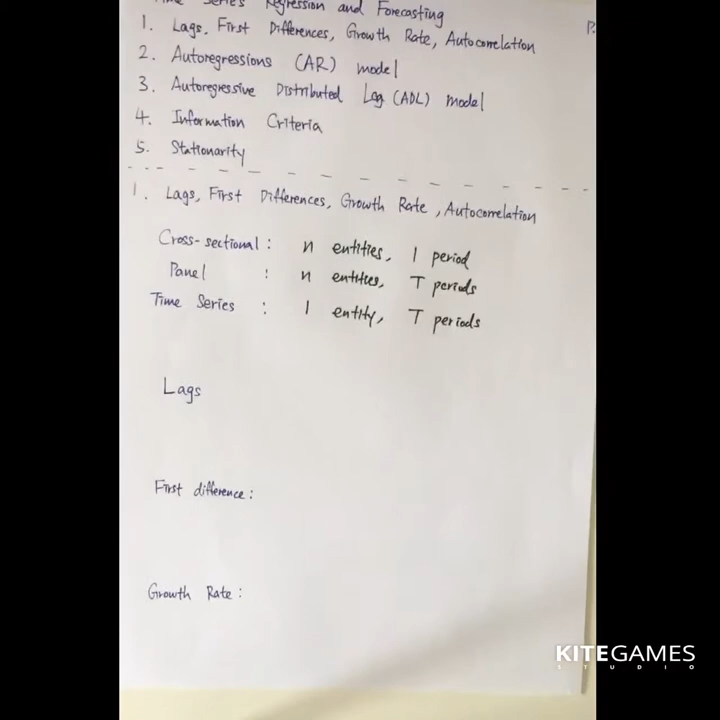 Time Series Regression and Forecasting
1. Lags, First Differences, Growth Rate, Autocorrelation
P.
2. Autoregressions (AR) model
3. Autoregressive Distributed Lag (ADL) model
4. Information Criteria
5. Stationarity
1. Lags, First Differences, Growth Rate, Autocorrelation
Cross-sectional : n entities, 1 period
Panel : n entities, T periods
Time Series : 1 entity, T periods
Lags
First difference :
Growth Rate :
KITEGAMES
STUDIO